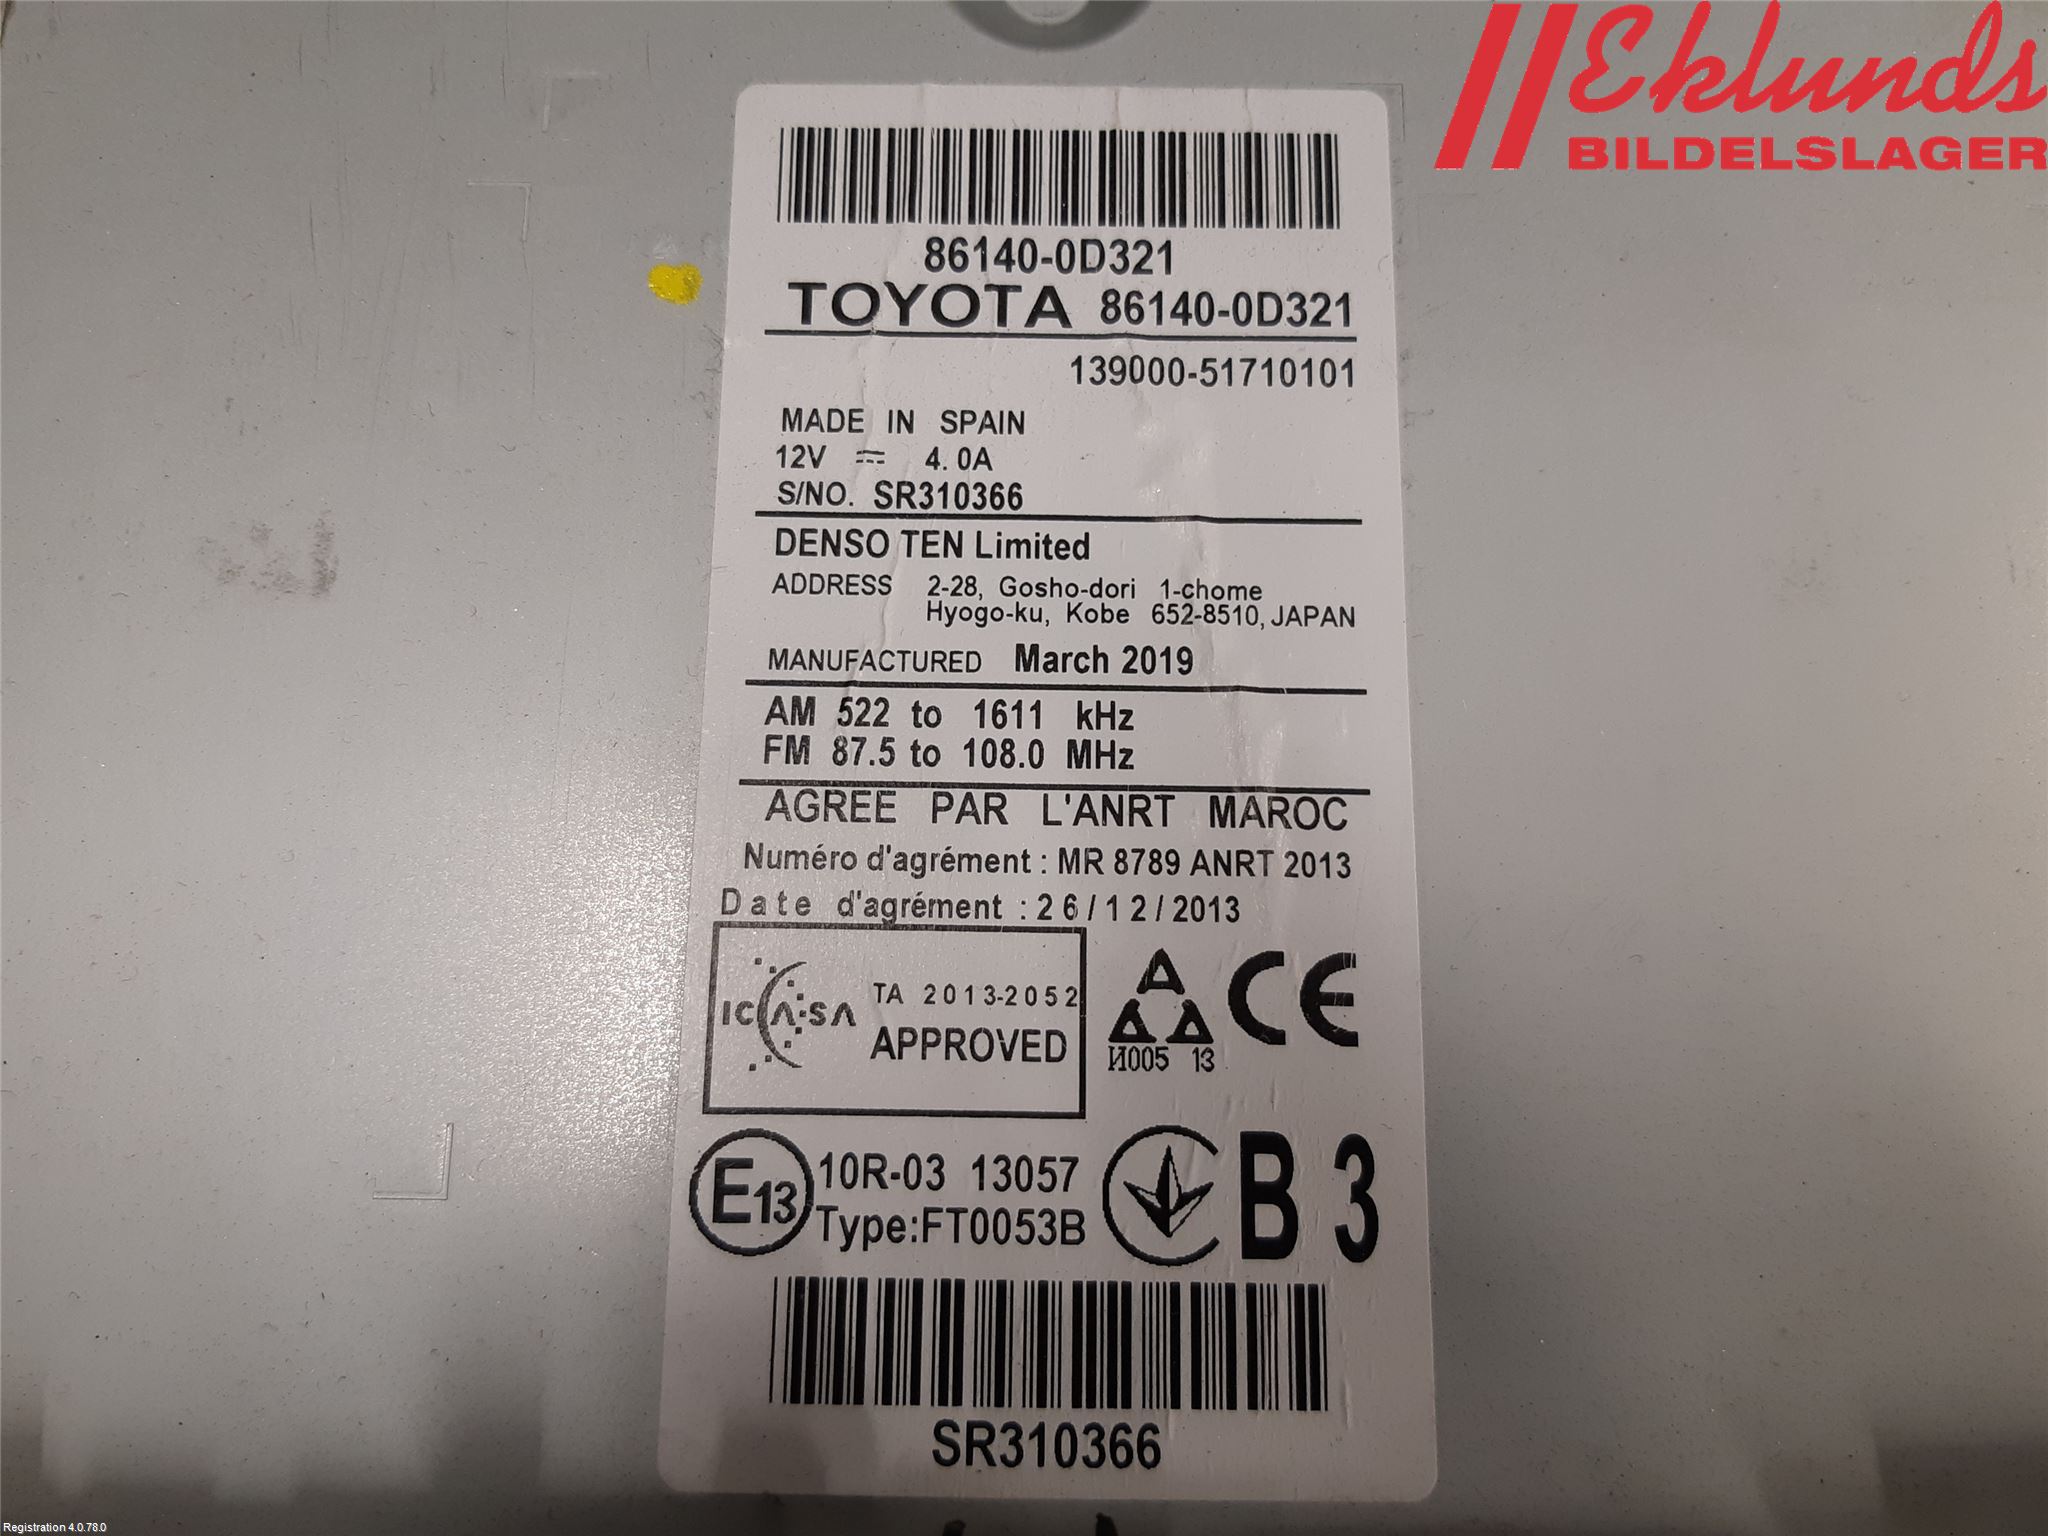 Eklunds
BILDELSLAGER
86140-0D321
TOYOTA 86140-0D321
139000-51710101
MADE IN SPAIN
12V ⎓ 4.0A
S/NO. SR310366
DENSO TEN Limited
ADDRESS 2-28, Gosho-dori 1-chome
Hyogo-ku, Kobe 652-8510, JAPAN
MANUFACTURED March 2019
AM 522 to 1611 kHz
FM 87.5 to 108.0 MHz
AGREE PAR L'ANRT MAROC
Numéro d'agrément : MR 8789 ANRT 2013
Date d'agrément : 26/12/2013
ICASA TA 2013-2052
APPROVED
И005 13
CE
E13 10R-03 13057
Type:FT0053B
B 3
SR310366
Registration 4.0.78.0